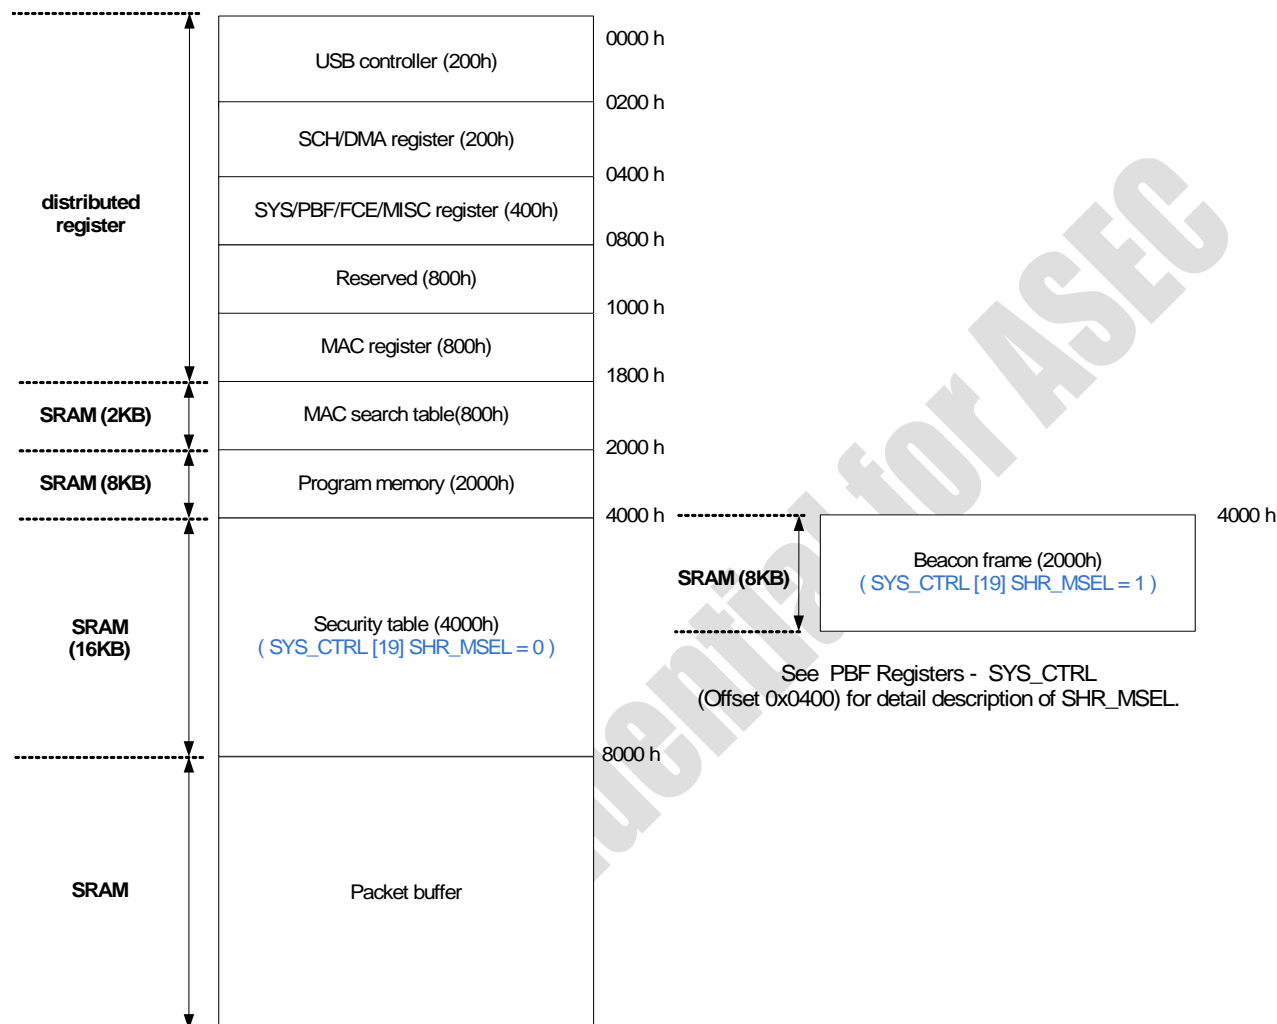 0000 h
USB controller (200h)
0200 h
SCH/DMA register (200h)
0400 h
distributed
register
SYS/PBF/FCE/MISC register (400h)
0800 h
Reserved (800h)
1000 h
MAC register (800h)
1800 h
SRAM (2KB)
MAC search table(800h)
2000 h
SRAM (8KB)
Program memory (2000h)
4000 h
4000 h
SRAM (8KB)
Beacon frame (2000h)
( SYS_CTRL [19] SHR_MSEL = 1 )
SRAM
(16KB)
Security table (4000h)
( SYS_CTRL [19] SHR_MSEL = 0 )
See PBF Registers - SYS_CTRL
(Offset 0x0400) for detail description of SHR_MSEL.
8000 h
SRAM
Packet buffer
dential for ASEC